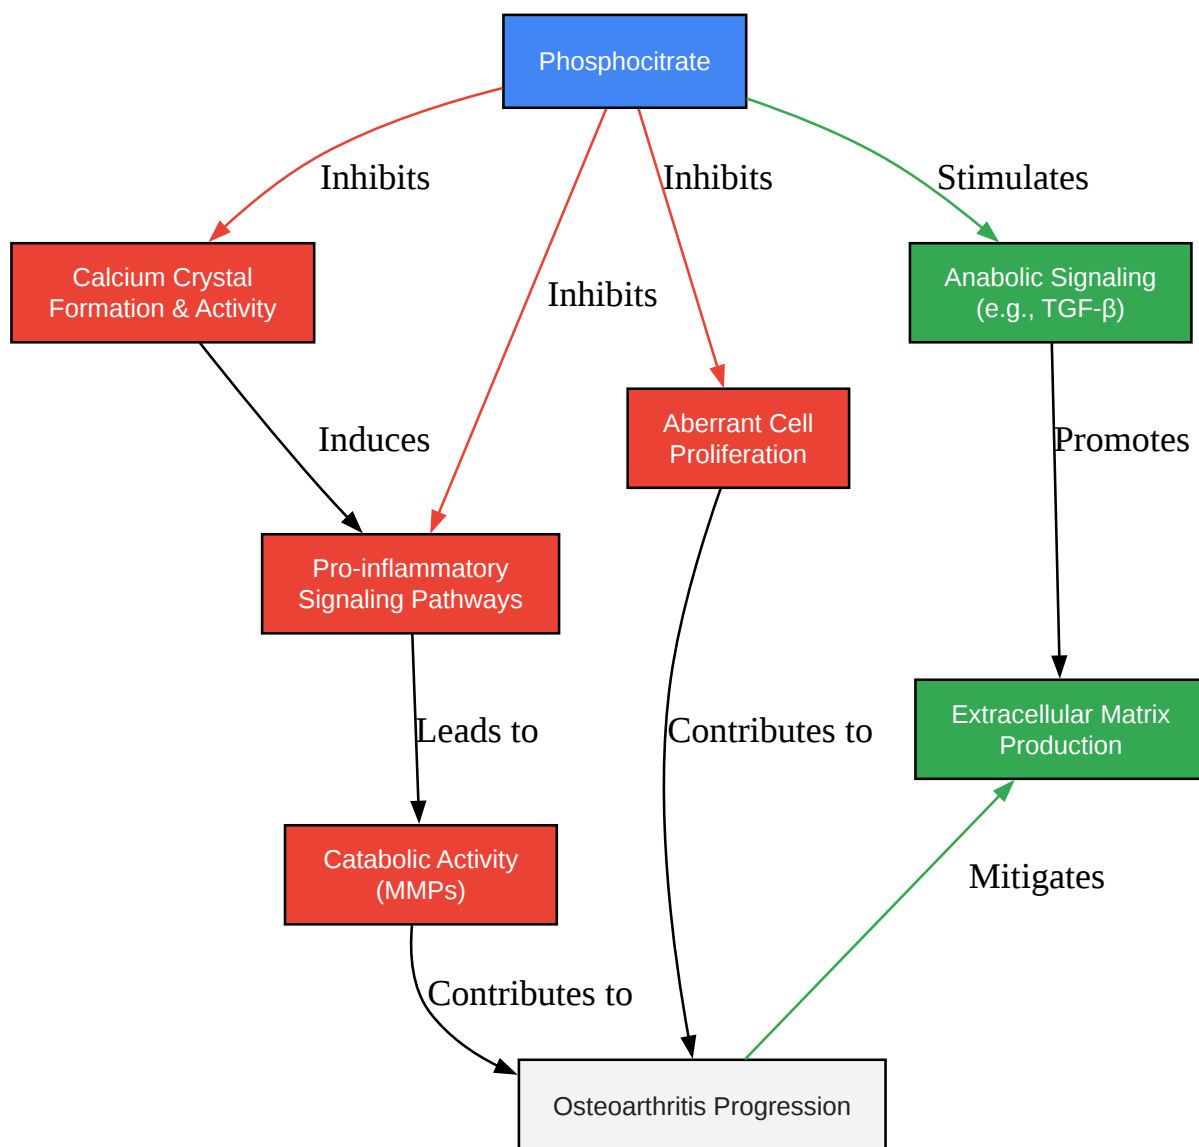 Phosphocitrate
Inhibits
Inhibits
Stimulates
Calcium Crystal
Formation & Activity
Anabolic Signaling
(e.g., TGF-β)
Inhibits
Aberrant Cell
Proliferation
Induces
Promotes
Pro-inflammatory
Signaling Pathways
Extracellular Matrix
Production
Leads to
Contributes to
Catabolic Activity
(MMPs)
Mitigates
Contributes to
Osteoarthritis Progression